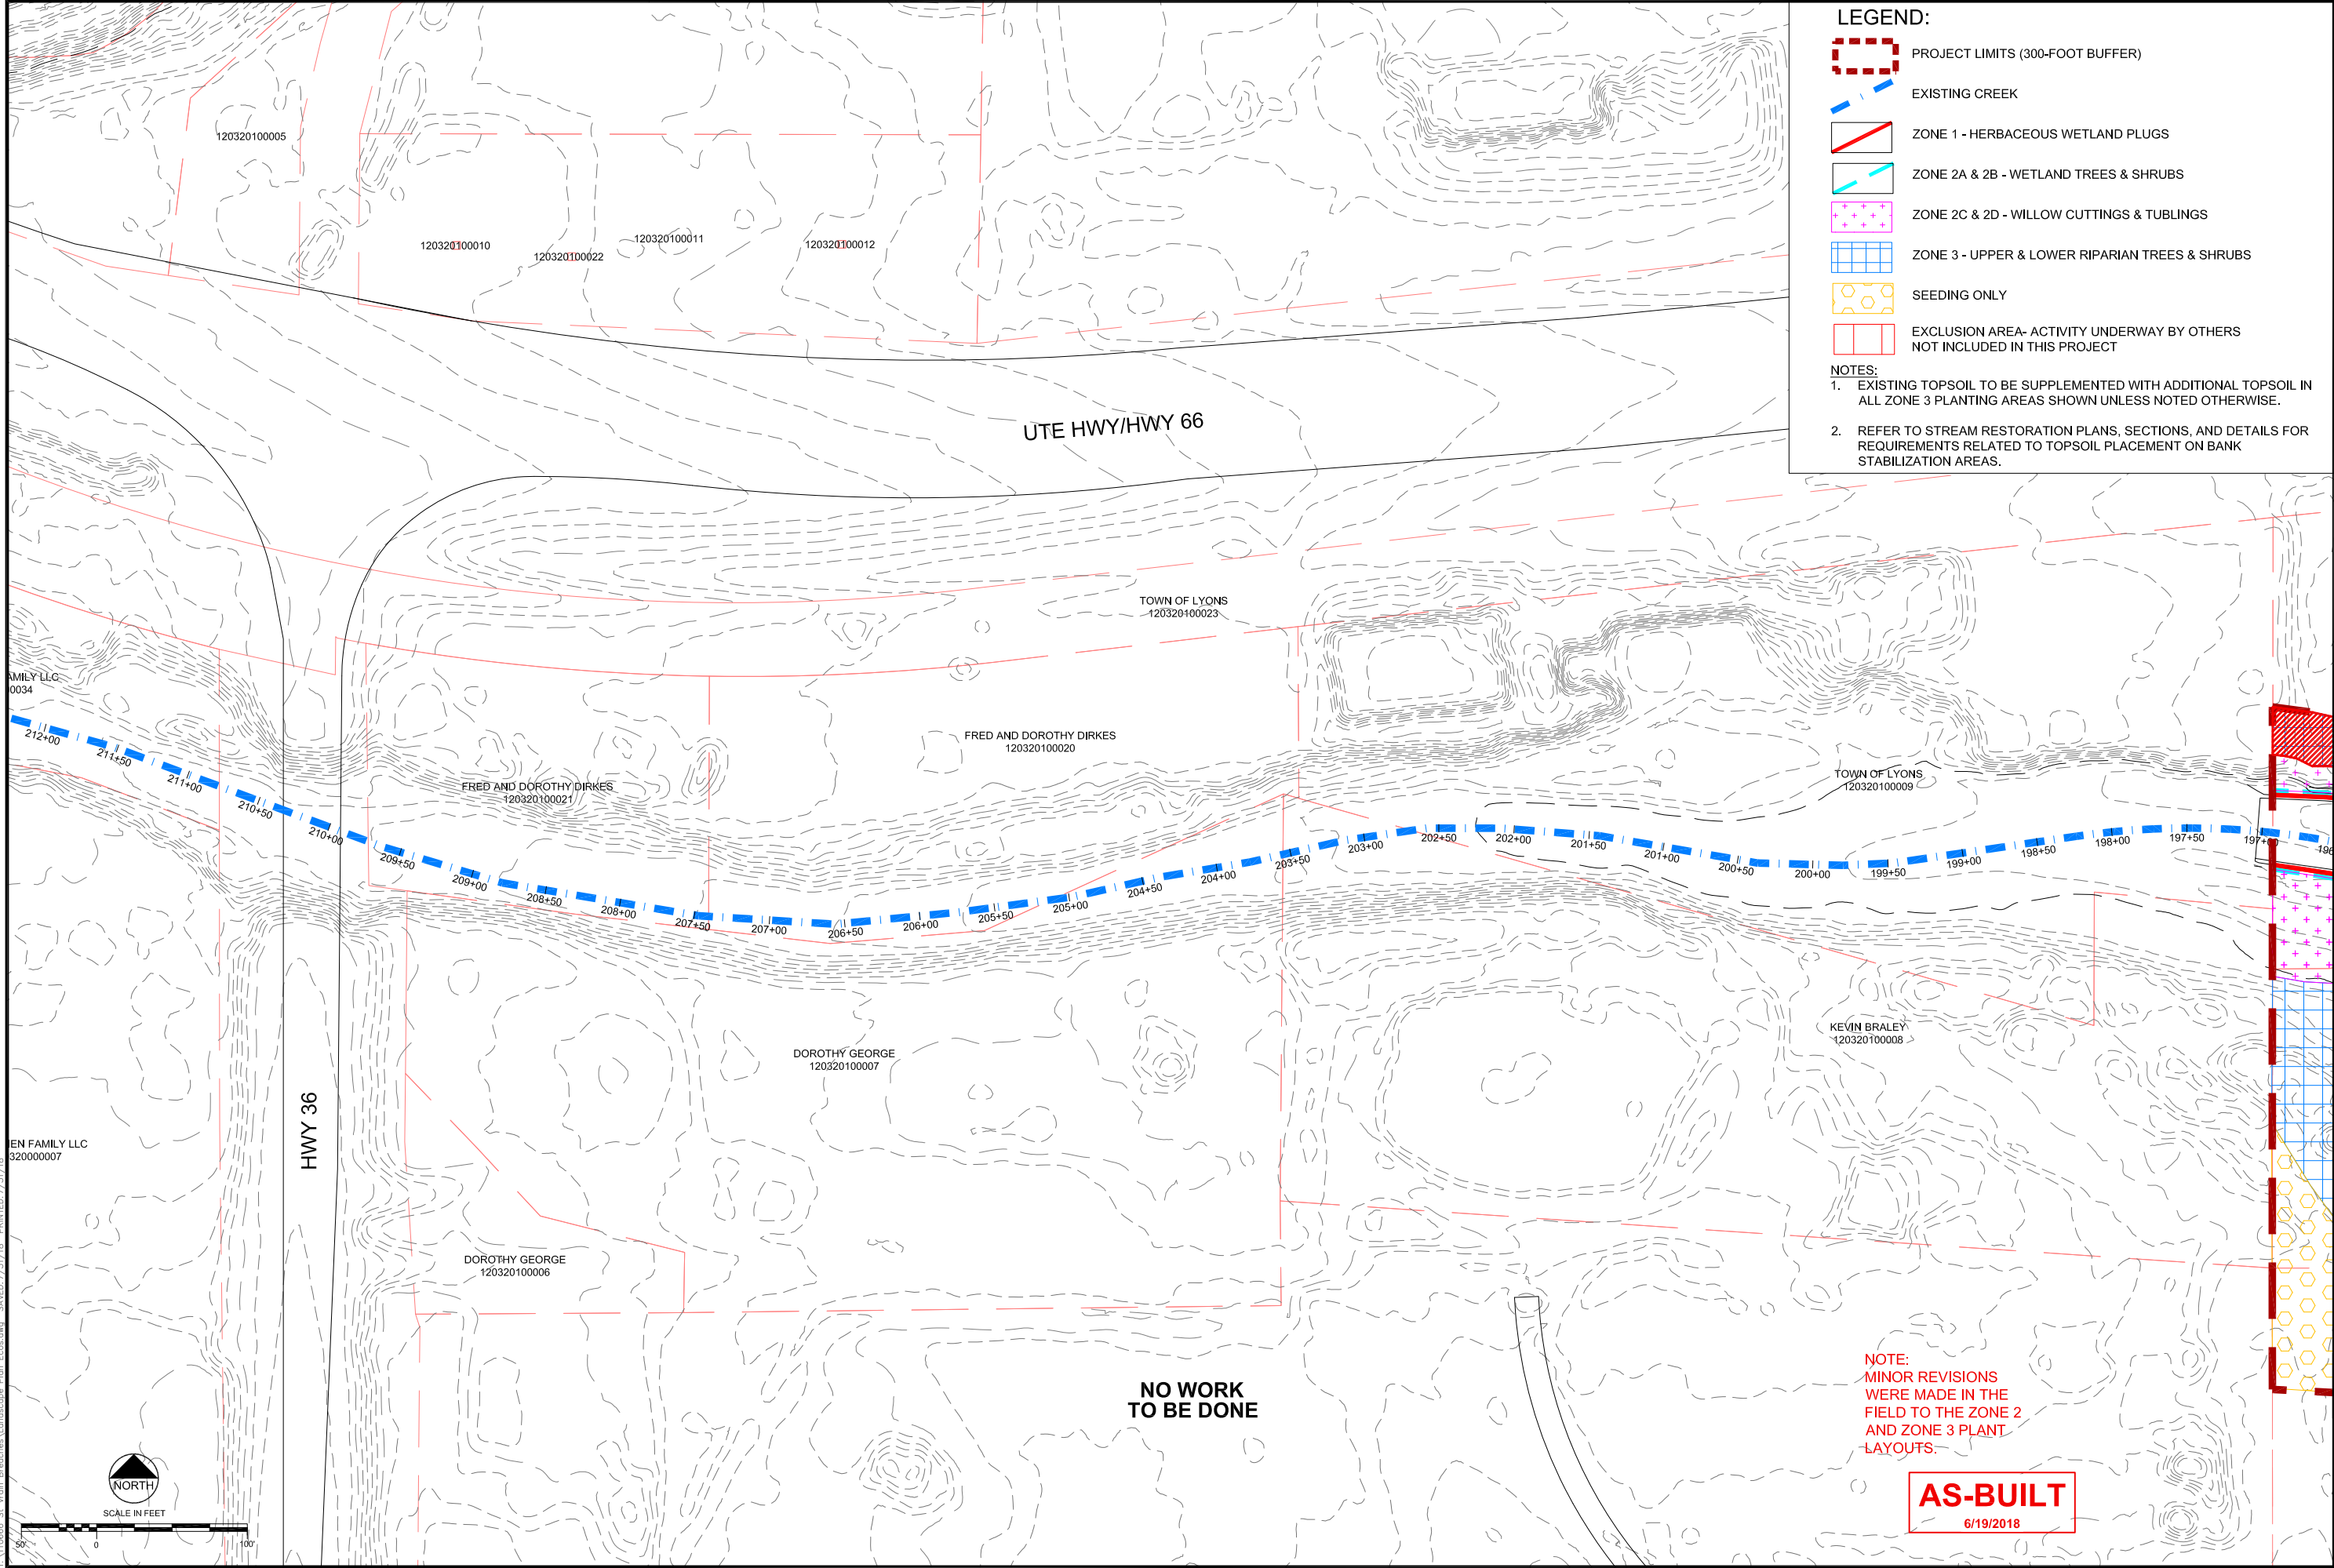 LEGEND:
PROJECT LIMITS (300-FOOT BUFFER)
EXISTING CREEK
ZONE 1 - HERBACEOUS WETLAND PLUGS
ZONE 2A & 2B - WETLAND TREES & SHRUBS
ZONE 2C & 2D - WILLOW CUTTINGS & TUBLINGS
ZONE 3 - UPPER & LOWER RIPARIAN TREES & SHRUBS
SEEDING ONLY
EXCLUSION AREA- ACTIVITY UNDERWAY BY OTHERS
NOT INCLUDED IN THIS PROJECT
NOTES:
1. EXISTING TOPSOIL TO BE SUPPLEMENTED WITH ADDITIONAL TOPSOIL IN
ALL ZONE 3 PLANTING AREAS SHOWN UNLESS NOTED OTHERWISE.
2. REFER TO STREAM RESTORATION PLANS, SECTIONS, AND DETAILS FOR
REQUIREMENTS RELATED TO TOPSOIL PLACEMENT ON BANK
STABILIZATION AREAS.
120320100005
120320100010
120320100022
120320100011
120320100012
UTE HWY/HWY 66
TOWN OF LYONS
120320100023
AMILY LLC
0034
FRED AND DOROTHY DIRKES
120320100020
FRED AND DOROTHY DIRKES
120320100021
TOWN OF LYONS
120320100009
212+00
211+50
211+00
210+50
210+00
209+50
209+00
208+50
208+00
207+50
207+00
206+50
206+00
205+50
205+00
204+50
204+00
203+50
203+00
202+50
202+00
201+50
201+00
200+50
200+00
199+50
199+00
198+50
198+00
197+50
197+00
196
KEVIN BRALEY
120320100008
DOROTHY GEORGE
120320100007
HWY 36
IEN FAMILY LLC
320000007
DOROTHY GEORGE
120320100006
NO WORK
TO BE DONE
NOTE:
MINOR REVISIONS
WERE MADE IN THE
FIELD TO THE ZONE 2
AND ZONE 3 PLANT
LAYOUTS.
AS-BUILT
6/19/2018
NORTH
SCALE IN FEET
50'
0
100'